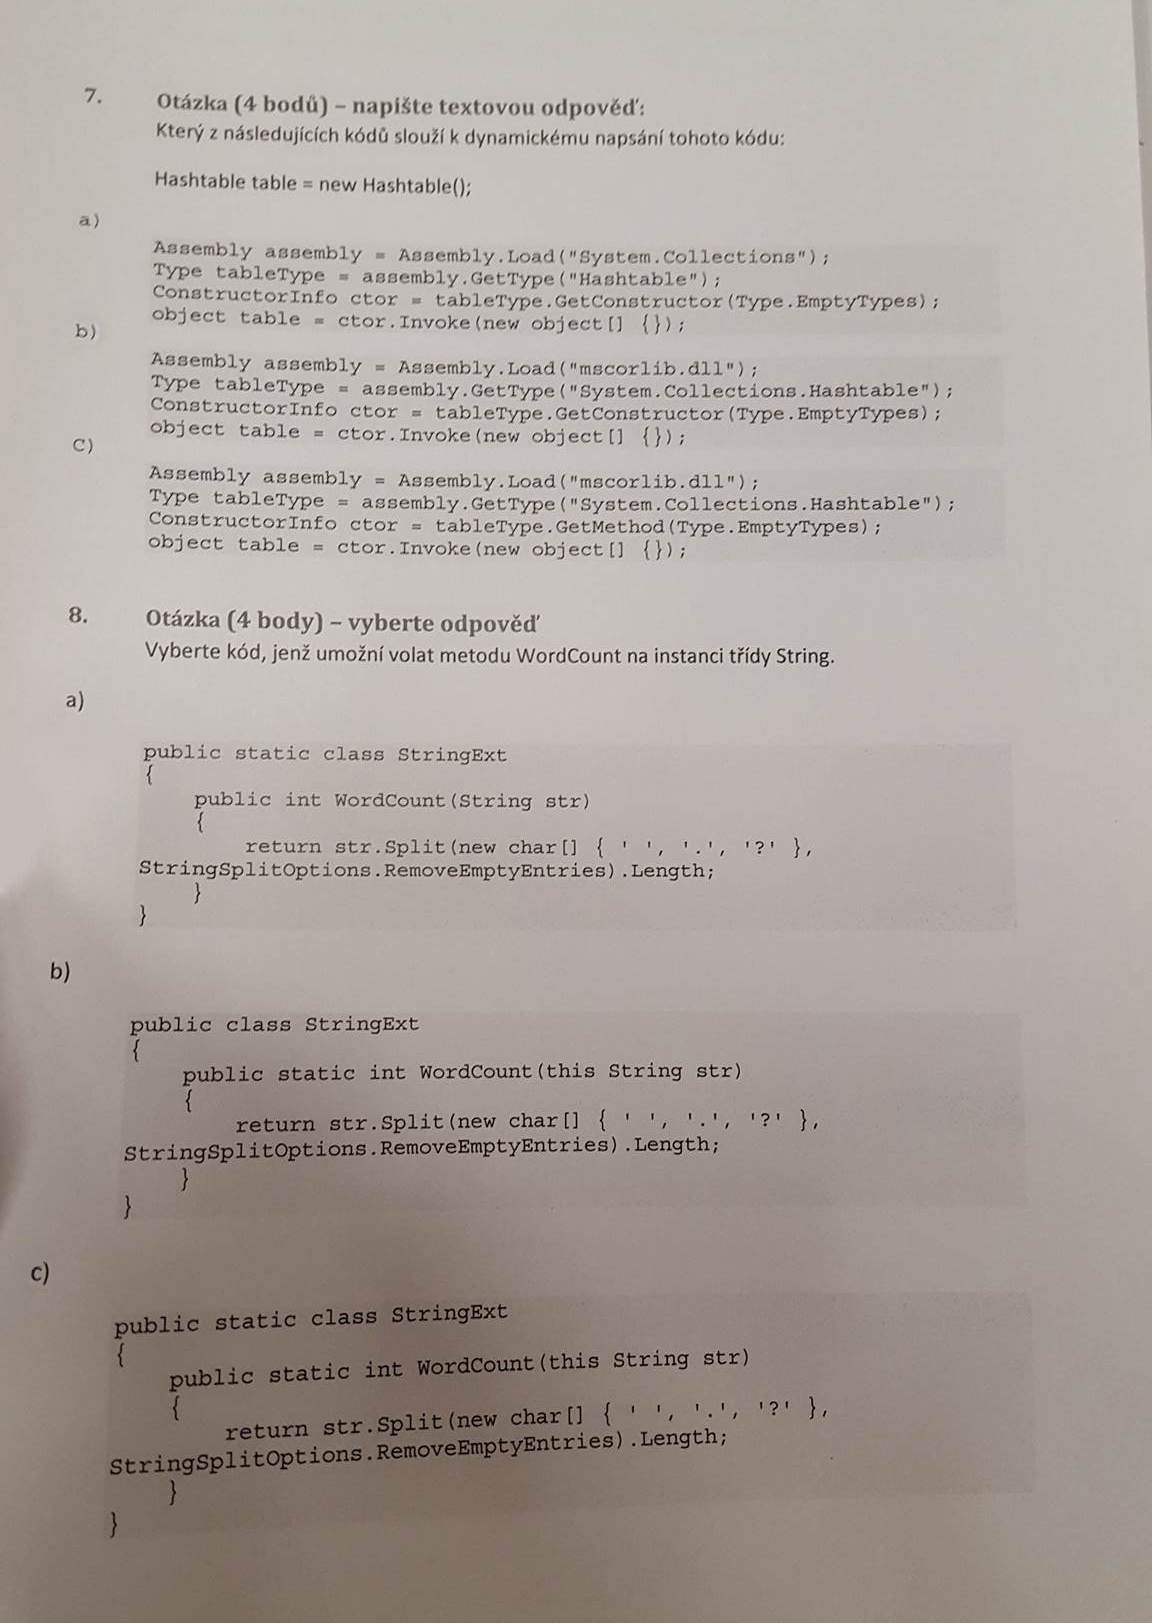 7. Otázka (4 bodů) – napište textovou odpověď:
Který z následujících kódů slouží k dynamickému napsání tohoto kódu:
Hashtable table = new Hashtable();
a)
Assembly assembly = Assembly.Load("System.Collections");
Type tableType = assembly.GetType("Hashtable");
ConstructorInfo ctor = tableType.GetConstructor(Type.EmptyTypes);
object table = ctor.Invoke(new object[] {});
b)
Assembly assembly = Assembly.Load("mscorlib.dll");
Type tableType = assembly.GetType("System.Collections.Hashtable");
ConstructorInfo ctor = tableType.GetConstructor(Type.EmptyTypes);
object table = ctor.Invoke(new object[] {});
C)
Assembly assembly = Assembly.Load("mscorlib.dll");
Type tableType = assembly.GetType("System.Collections.Hashtable");
ConstructorInfo ctor = tableType.GetMethod(Type.EmptyTypes);
object table = ctor.Invoke(new object[] {});
8. Otázka (4 body) – vyberte odpověď
Vyberte kód, jenž umožní volat metodu WordCount na instanci třídy String.
a)
public static class StringExt
{
public int WordCount(String str)
{
return str.Split(new char[] { ' ', '.', '?' },
StringSplitOptions.RemoveEmptyEntries).Length;
}
}
b)
public class StringExt
{
public static int WordCount(this String str)
{
return str.Split(new char[] { ' ', '.', '?' },
StringSplitOptions.RemoveEmptyEntries).Length;
}
}
c)
public static class StringExt
{
public static int WordCount(this String str)
{
return str.Split(new char[] { ' ', '.', '?' },
StringSplitOptions.RemoveEmptyEntries).Length;
}
}